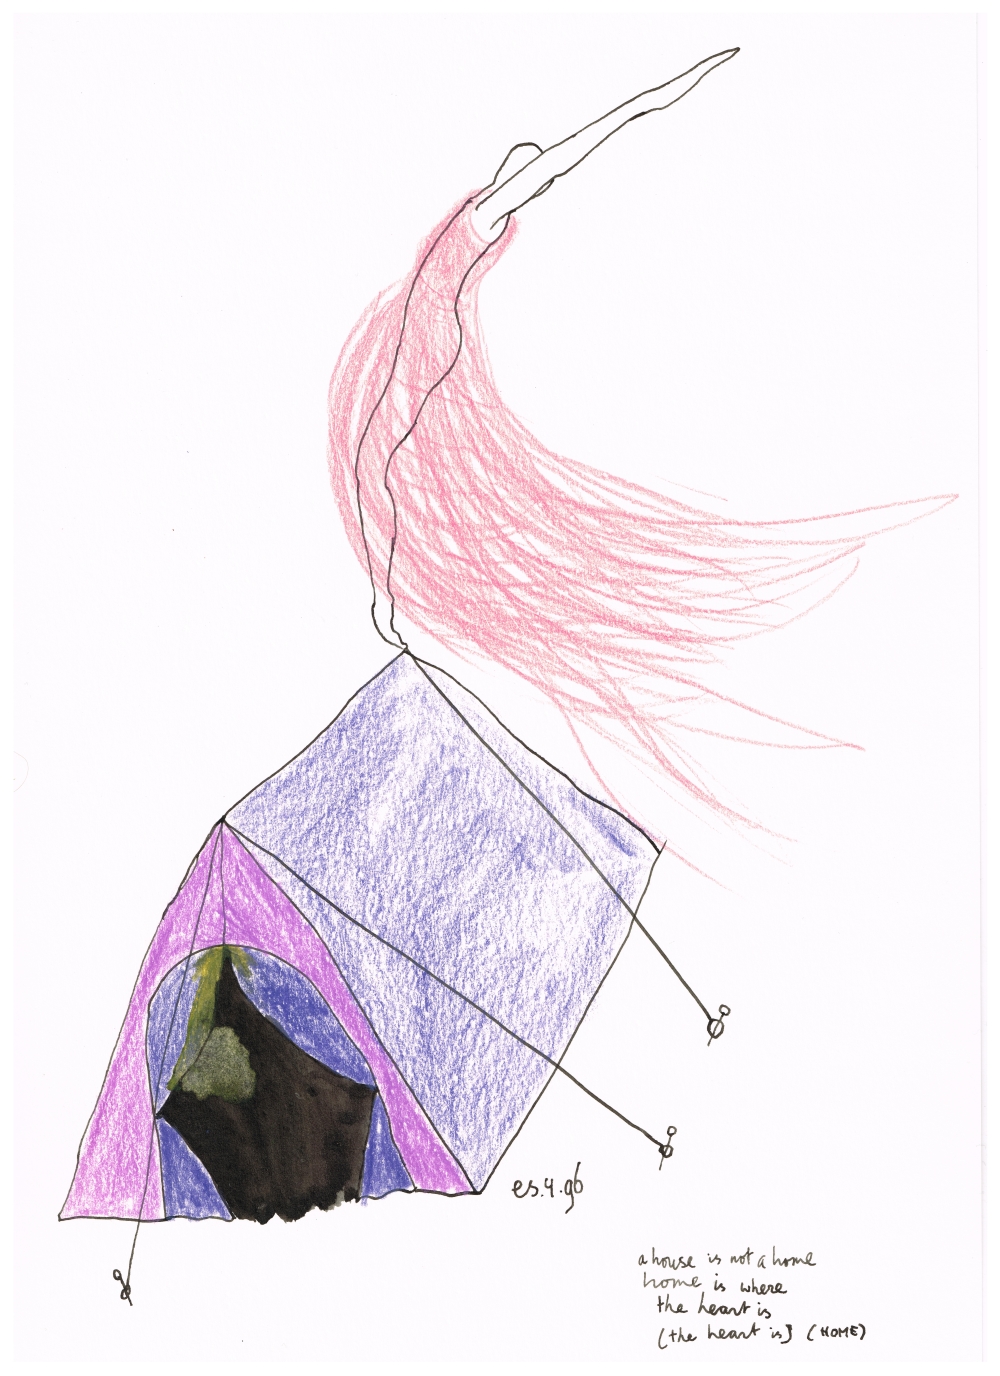 es.4.96
a house is not a home
home is where
the heart is
(the heart is) (HOME)